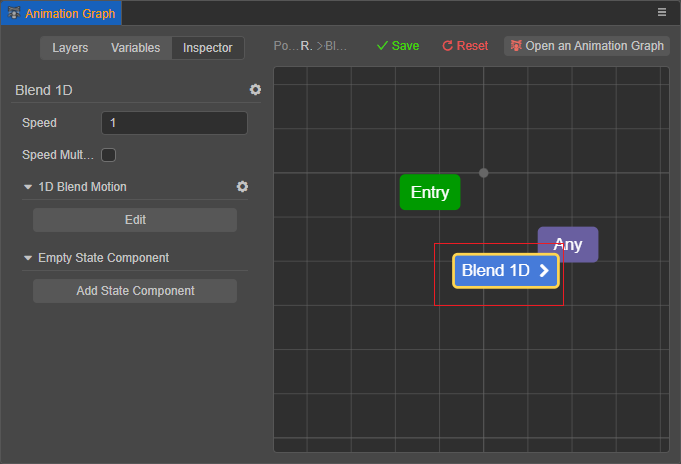 Animation Graph
Layers Variables Inspector Po... R. > Bl... Save Reset Open an Animation Graph
Blend 1D
Speed 1
Speed Mult...
1D Blend Motion
Edit
Empty State Component
Add State Component
Entry
Any
Blend 1D